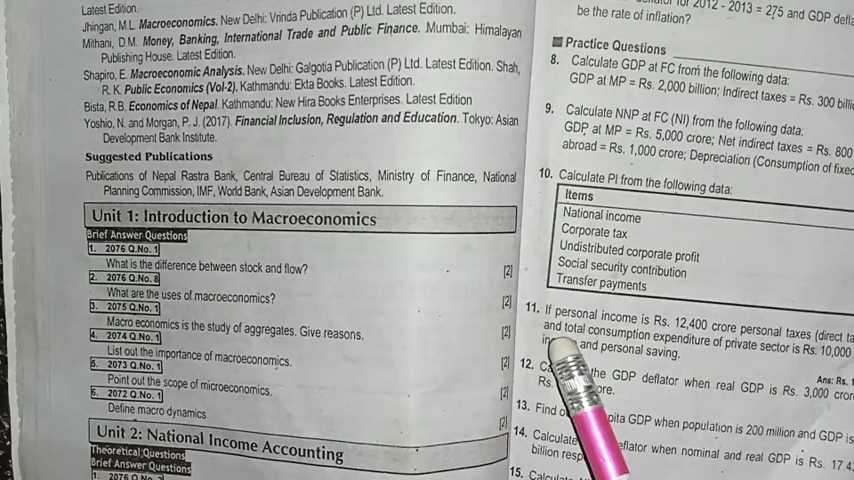 Latest Edition.
Jhingan, M.L. Macroeconomics. New Delhi: Vrinda Publication (P) Ltd. Latest Edition.
Mithani, D.M. Money, Banking, International Trade and Public Finance. Mumbai: Himalayan
Publishing House. Latest Edition.
Shapiro, E. Macroeconomic Analysis. New Delhi: Galgotia Publication (P) Ltd. Latest Edition. Shah,
R. K. Public Economics (Vol-2). Kathmandu: Ekta Books. Latest Edition.
Bista, R.B. Economics of Nepal. Kathmandu: New Hira Books Enterprises. Latest Edition
Yoshio, N. and Morgan, P. J. (2017). Financial Inclusion, Regulation and Education. Tokyo: Asian
Development Bank Institute.
Suggested Publications
Publications of Nepal Rastra Bank, Central Bureau of Statistics, Ministry of Finance, National
Planning Commission, IMF, World Bank, Asian Development Bank.
Unit 1: Introduction to Macroeconomics
Brief Answer Questions
1. 2076 Q.No. 1
What is the difference between stock and flow? [2]
2. 2076 Q.No. 8
What are the uses of macroeconomics? [2]
3. 2075 Q.No. 1
Macro economics is the study of aggregates. Give reasons. [2]
4. 2074 Q.No. 1
List out the importance of macroeconomics. [2]
5. 2073 Q.No. 1
Point out the scope of microeconomics. [2]
6. 2072 Q.No. 1
Define macro dynamics [2]
Unit 2: National Income Accounting
Theoretical Questions
Brief Answer Questions
1. 2076 Q.No.
for 2012 - 2013 = 275 and GDP
be the rate of inflation?
Practice Questions
8. Calculate GDP at FC from the following data:
GDP at MP = Rs. 2,000 billion; Indirect taxes = Rs. 300
9. Calculate NNP at FC (NI) from the following data:
GDP at MP = Rs. 5,000 crore; Net indirect taxes = Rs. 800
abroad = Rs. 1,000 crore; Depreciation (Consumption of
10. Calculate PI from the following data:
Items
National income
Corporate tax
Undistributed corporate profit
Social security contribution
Transfer payments
11. If personal income is Rs. 12,400 crore personal taxes (direct
and total consumption expenditure of private sector is Rs. 10,000
and personal saving.
Ans: Rs.
12. the GDP deflator when real GDP is Rs. 3,000
Rs.
13. Find GDP when population is 200 million and GDP is
14. Calculate when nominal and real GDP is Rs. 17.4
billion
15.